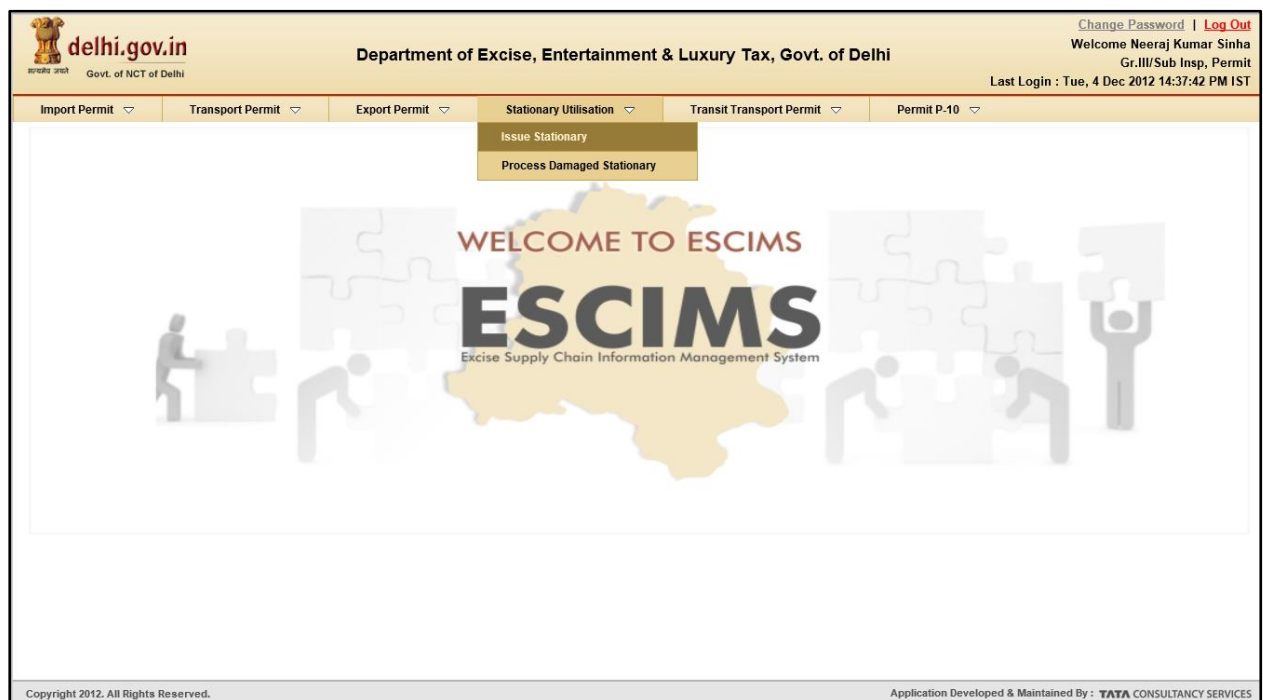 delhi.gov.in
सत्यमेव जयते
Govt. of NCT of Delhi
Department of Excise, Entertainment & Luxury Tax, Govt. of Delhi
Change Password | Log Out
Welcome Neeraj Kumar Sinha
Gr.III/Sub Insp, Permit
Last Login : Tue, 4 Dec 2012 14:37:42 PM IST
Import Permit
Transport Permit
Export Permit
Stationary Utilisation
Transit Transport Permit
Permit P-10
Issue Stationary
Process Damaged Stationary
WELCOME TO ESCIMS
ESCIMS
Excise Supply Chain Information Management System
Copyright 2012. All Rights Reserved.
Application Developed & Maintained By : TATA CONSULTANCY SERVICES